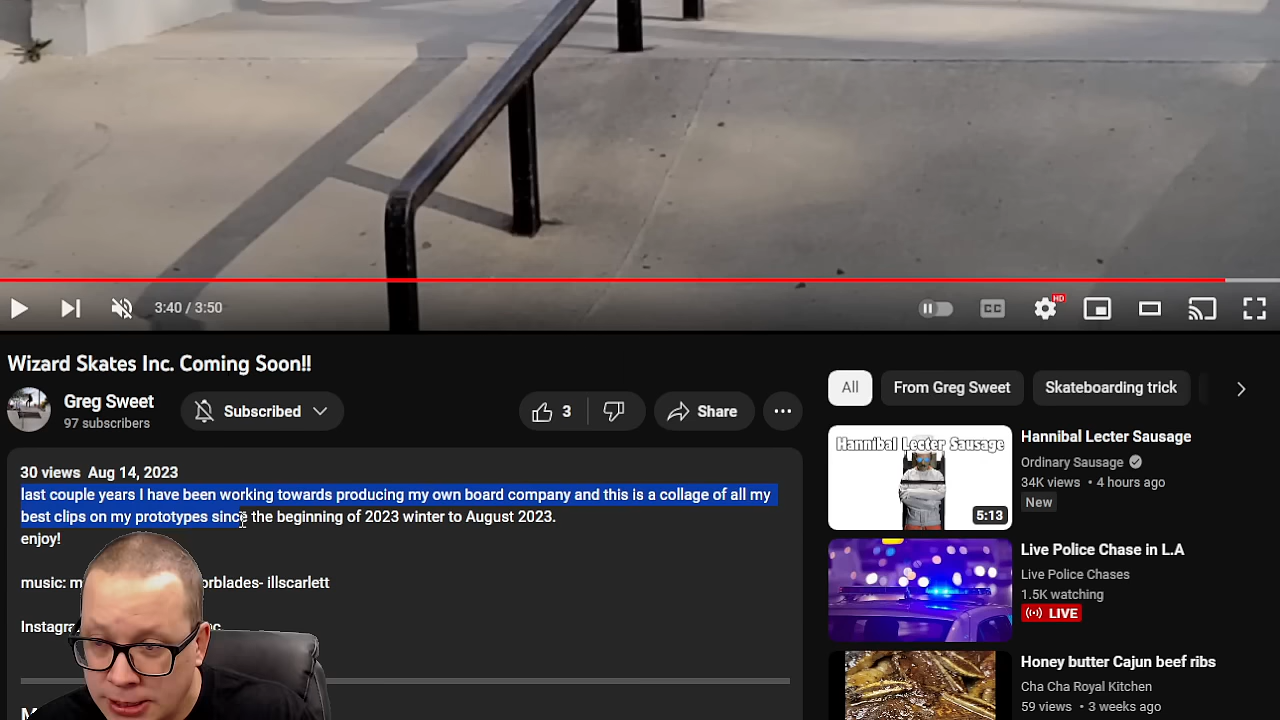 HD
CC
3:40 / 3:50
Wizard Skates Inc. Coming Soon!!
Greg Sweet
97 subscribers
Subscribed
3
Share
30 views Aug 14, 2023
last couple years I have been working towards producing my own board company and this is a collage of all my
best clips on my prototypes since the beginning of 2023 winter to August 2023.
enjoy!
music: illscarlett
All
From Greg Sweet
Skateboarding trick
Hannibal Lecter Sausage
5:13
Hannibal Lecter Sausage
Ordinary Sausage
34K views • 4 hours ago
New
Live Police Chase in L.A
Live Police Chases
1.5K watching
LIVE
Honey butter Cajun beef ribs
Cha Cha Royal Kitchen
59 views • 3 weeks ago